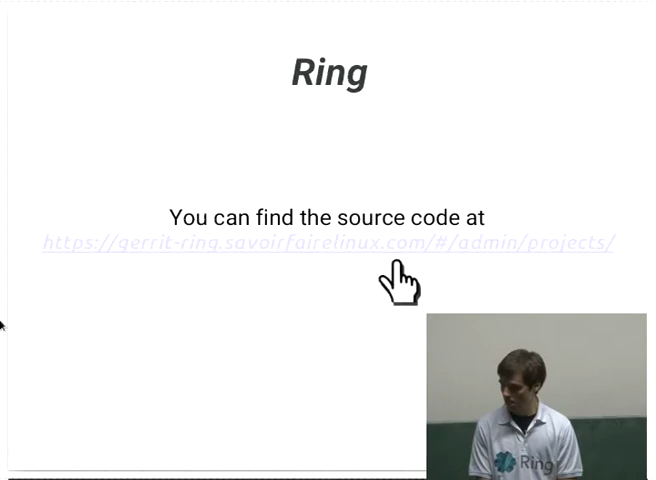 Ring
You can find the source code at
https://gerrit-ring.savoirfairelinux.com/#/admin/projects/
Ring